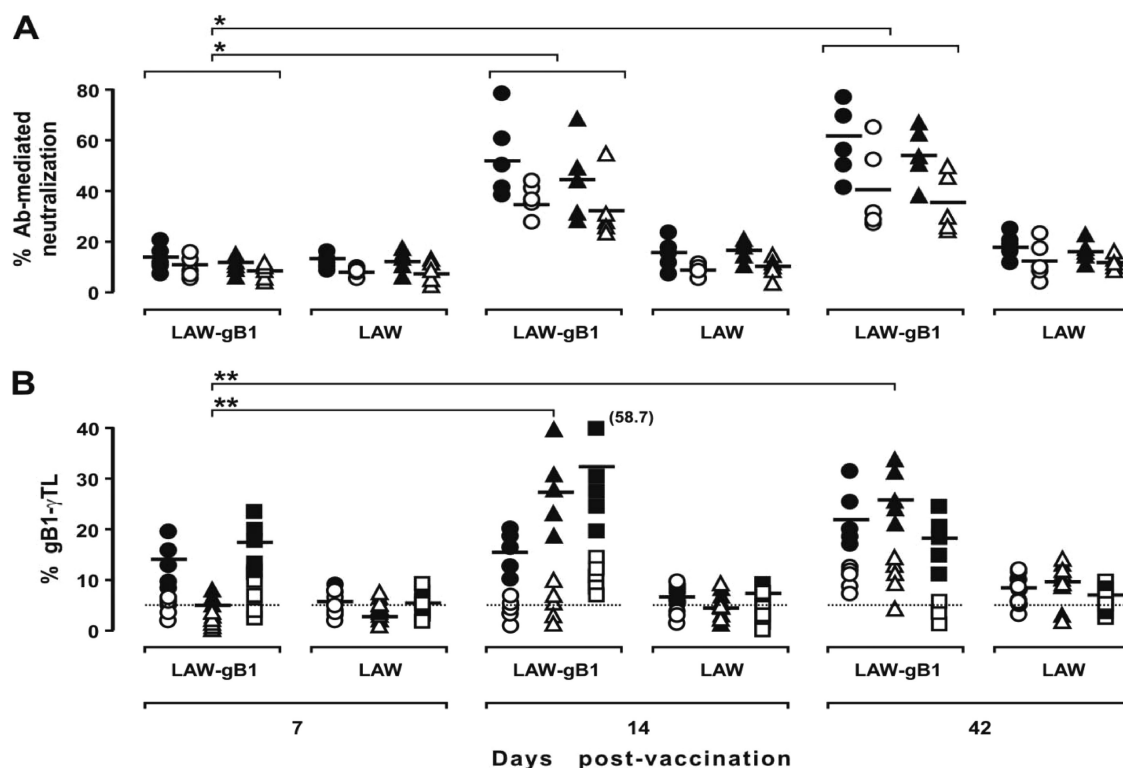 A
*
*
% Ab-mediated
neutralization
80
60
40
20
0
LAW-gB1 LAW LAW-gB1 LAW LAW-gB1 LAW
B
**
**
% gB1-γTL
40
30
20
10
0
(58.7)
LAW-gB1 LAW LAW-gB1 LAW LAW-gB1 LAW
7 14 42
Days post-vaccination